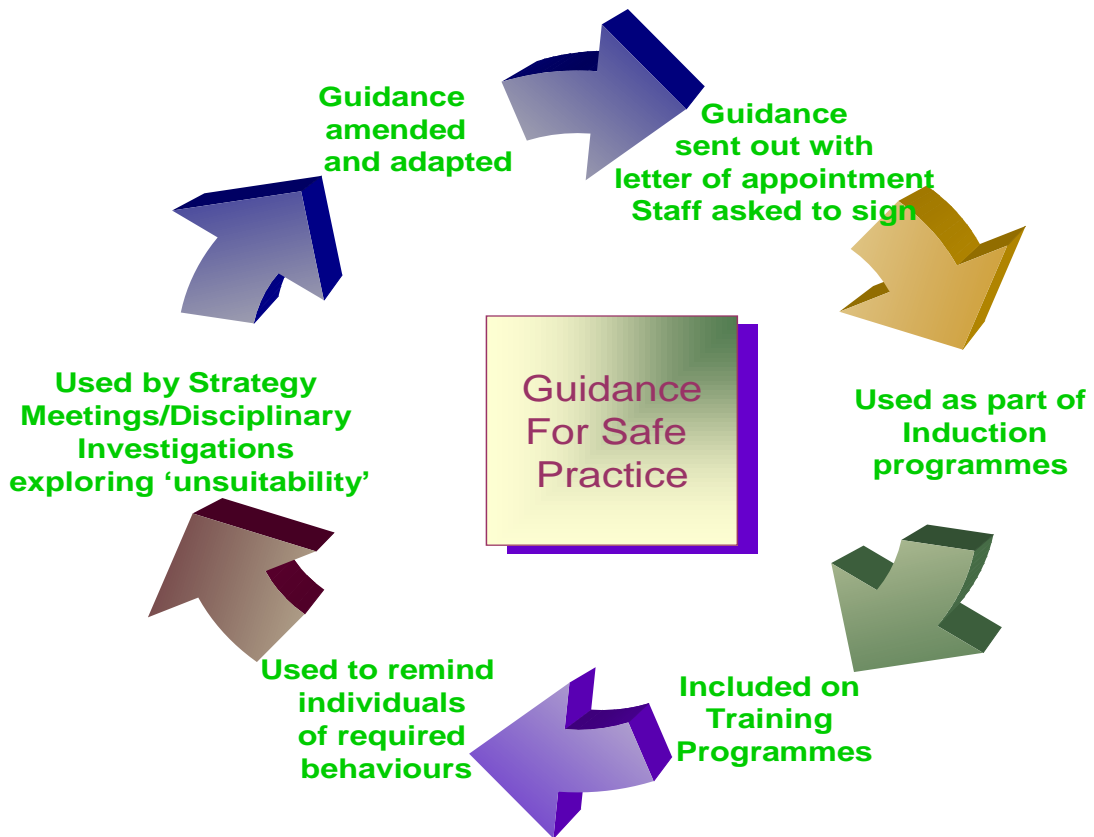 Guidance
amended
and adapted
Guidance
sent out with
letter of appointment
Staff asked to sign
Used as part of
Induction
programmes
Included on
Training
Programmes
Used to remind
individuals
of required
behaviours
Used by Strategy
Meetings/Disciplinary
Investigations
exploring ‘unsuitability’
Guidance
For Safe
Practice